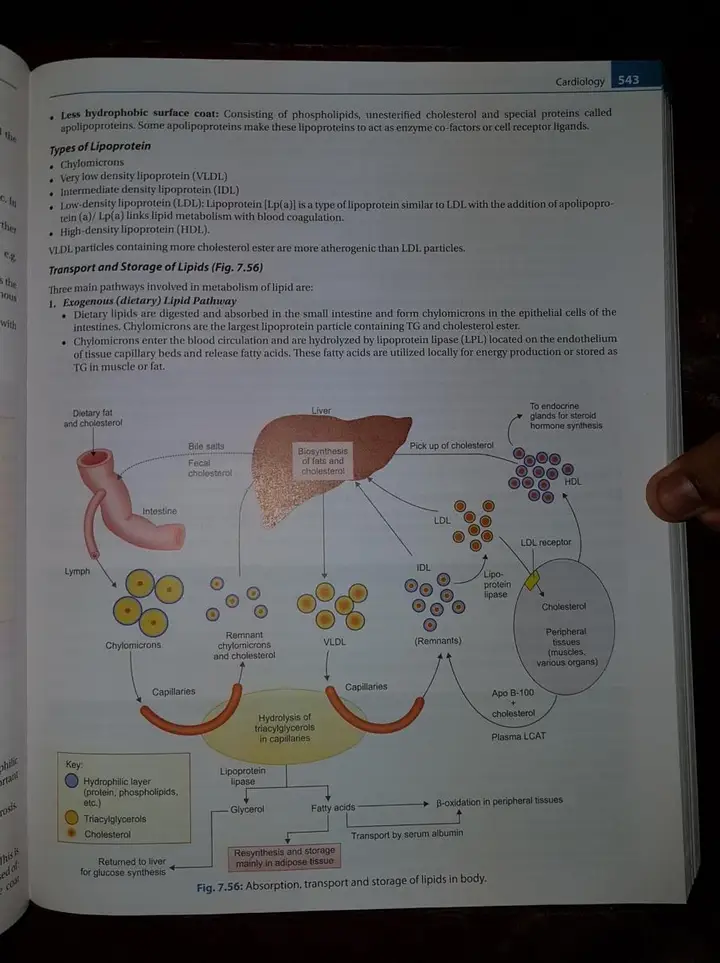 Cardiology 543
• Less hydrophobic surface coat: Consisting of phospholipids, unesterified cholesterol and special proteins called
apolipoproteins. Some apolipoproteins make these lipoproteins to act as enzyme co-factors or cell receptor ligands.
Types of Lipoprotein
• Chylomicrons
• Very low density lipoprotein (VLDL)
• Intermediate density lipoprotein (IDL)
• Low-density lipoprotein (LDL): Lipoprotein [Lp(a)] is a type of lipoprotein similar to LDL with the addition of apolipopro-
tein (a)/ Lp(a) links lipid metabolism with blood coagulation.
• High-density lipoprotein (HDL).
VLDL particles containing more cholesterol ester are more atherogenic than LDL particles.
Transport and Storage of Lipids (Fig. 7.56)
Three main pathways involved in metabolism of lipid are:
1. Exogenous (dietary) Lipid Pathway
• Dietary lipids are digested and absorbed in the small intestine and form chylomicrons in the epithelial cells of the
intestines. Chylomicrons are the largest lipoprotein particle containing TG and cholesterol ester.
• Chylomicrons enter the blood circulation and are hydrolyzed by lipoprotein lipase (LPL) located on the endothelium
of tissue capillary beds and release fatty acids. These fatty acids are utilized locally for energy production or stored as
TG in muscle or fat.
Dietary fat
and cholesterol
Liver
To endocrine
glands for steroid
hormone synthesis
Bile salts
Fecal
cholesterol
Biosynthesis
of fats and
cholesterol
Pick up of cholesterol
HDL
Intestine
LDL
LDL receptor
Lymph
IDL
Lipo-
protein
lipase
Cholesterol
Peripheral
tissues
(muscles,
various organs)
Chylomicrons
Remnant
chylomicrons
and cholesterol
VLDL
(Remnants)
Capillaries
Capillaries
Apo B-100
+
cholesterol
Plasma LCAT
Hydrolysis of
triacylglycerols
in capillaries
Key:
Hydrophilic layer
(protein, phospholipids,
etc.)
Triacylglycerols
Cholesterol
Lipoprotein
lipase
Glycerol
Fatty acids
β-oxidation in peripheral tissues
Transport by serum albumin
Resynthesis and storage
mainly in adipose tissue
Returned to liver
for glucose synthesis
Fig. 7.56: Absorption, transport and storage of lipids in body.